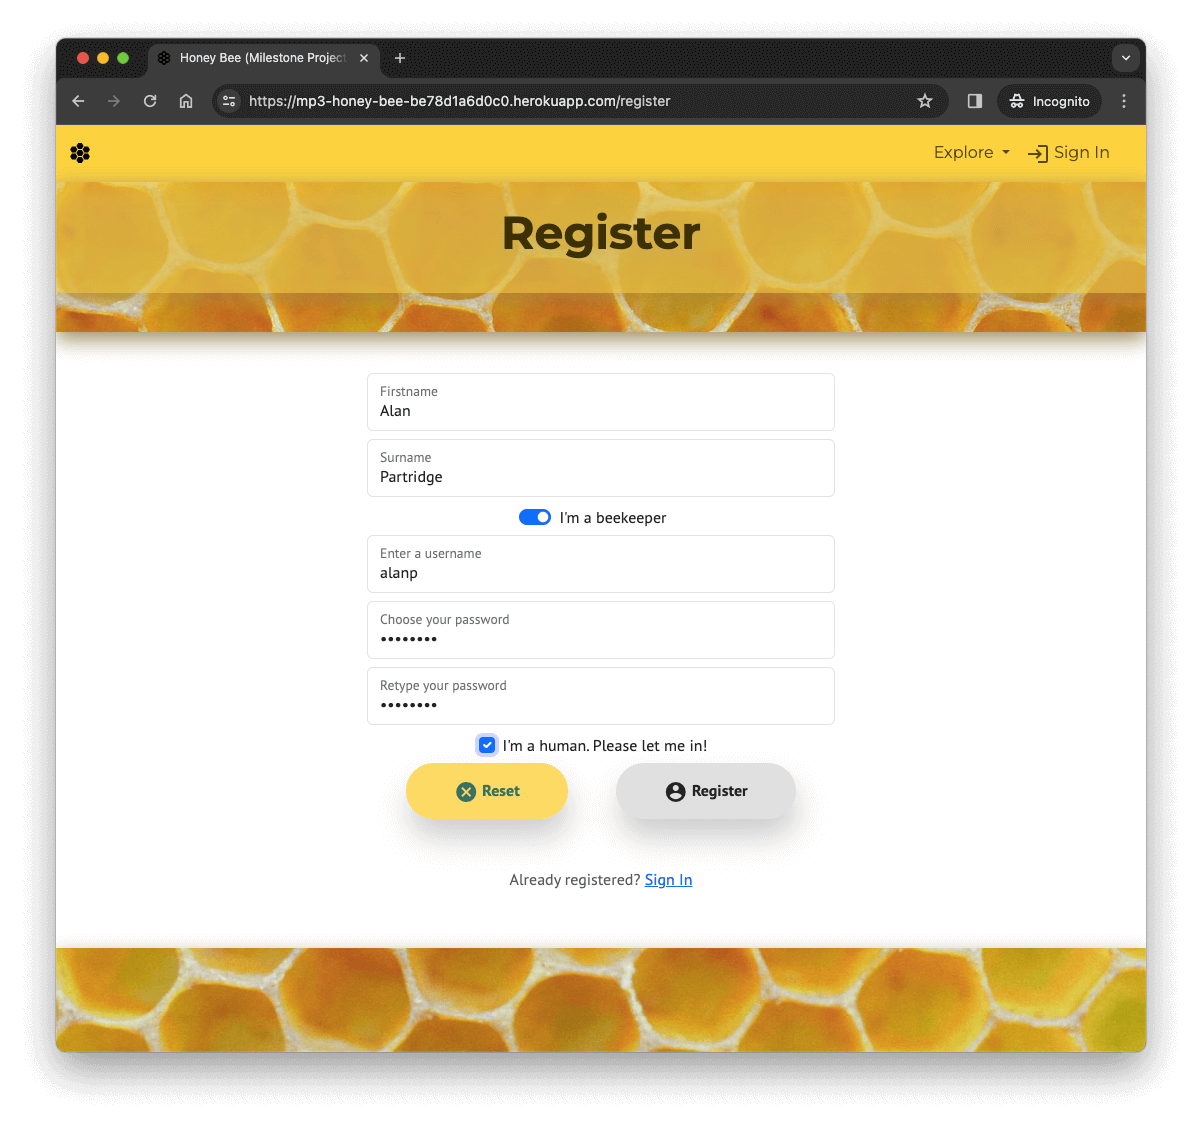 Honey Bee (Milestone Project
https://mp3-honey-bee-be78d1a6d0c0.herokuapp.com/register
Incognito
Explore
Sign In
Register
Firstname
Alan
Surname
Partridge
I'm a beekeeper
Enter a username
alanp
Choose your password
••••••••
Retype your password
••••••••
I'm a human. Please let me in!
Reset
Register
Already registered? Sign In